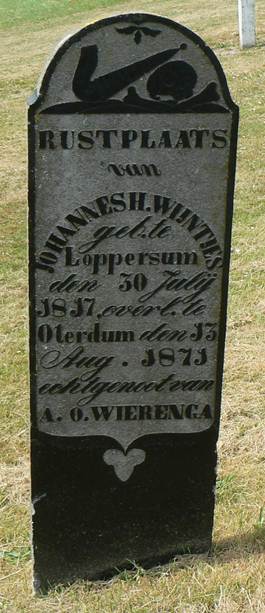 RUSTPLAATS
van
JOHANNES H. WIJNTJES
geb. te
Loppersum
den 30 Julij
1817, overl. te
Oterdum den 13
Aug. 1871
echtgenoot van
A. O. WIERENGA